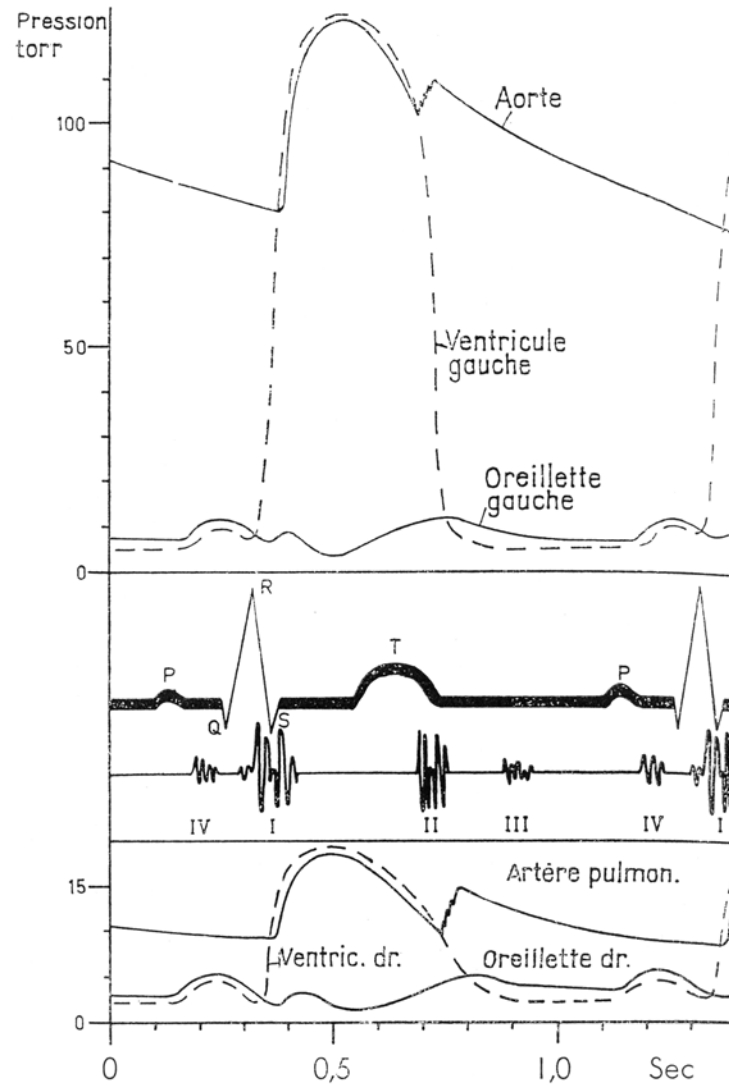 Pression
torr
100
Aorte
50
Ventricule
gauche
Oreillette
gauche
0
R
P
T
P
Q
S
IV
I
II
III
IV
I
15
Artère pulmon.
Ventric. dr.
Oreillette dr.
0
0
0,5
1,0
Sec